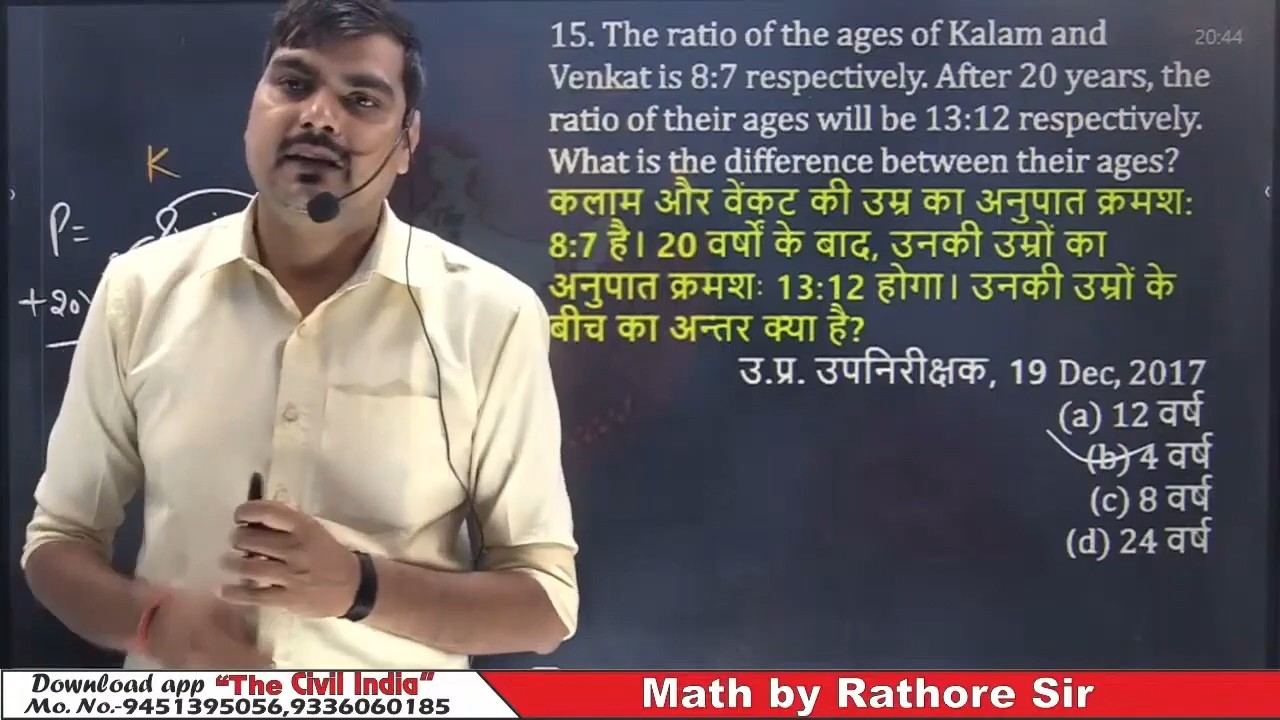 15. The ratio of the ages of Kalam and
20:44
Venkat is 8:7 respectively. After 20 years, the
ratio of their ages will be 13:12 respectively.
What is the difference between their ages?
कलाम और वेंकट की उम्र का अनुपात क्रमश:
8:7 है। 20 वर्षों के बाद, उनकी उम्रों का
अनुपात क्रमशः 13:12 होगा। उनकी उम्रों के
बीच का अन्तर क्या है?
उ.प्र. उपनिरीक्षक, 19 Dec, 2017
(a) 12 वर्ष
(b) 4 वर्ष
(c) 8 वर्ष
(d) 24 वर्ष
K
P= 8
+20
Download app "The Civil India"
Mo. No.-9451395056,9336060185
Math by Rathore Sir